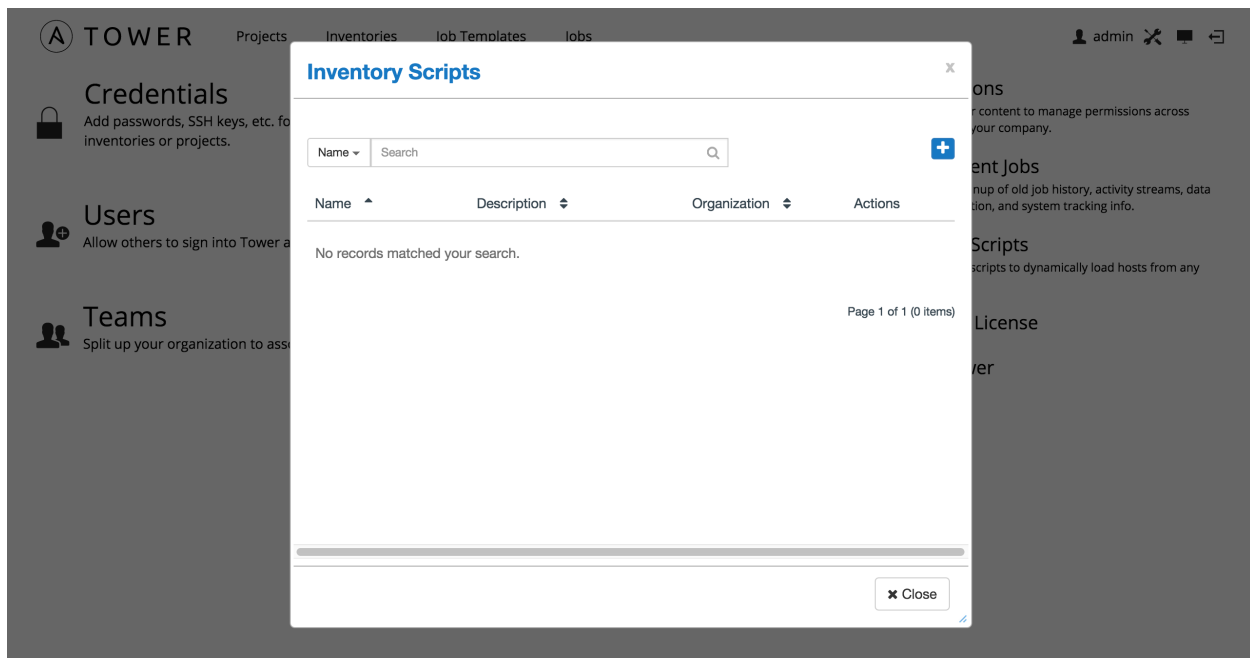 TOWER Projects Inventories Job Templates Jobs admin
Credentials
Add passwords, SSH keys, etc. fo
inventories or projects.
Users
Allow others to sign into Tower a
Teams
Split up your organization to asso
Inventory Scripts x
Name Search
Name Description Organization Actions
No records matched your search.
Page 1 of 1 (0 items)
Close
ons
r content to manage permissions across
your company.
ent Jobs
nup of old job history, activity streams, data
tion, and system tracking info.
Scripts
scripts to dynamically load hosts from any
License
wer